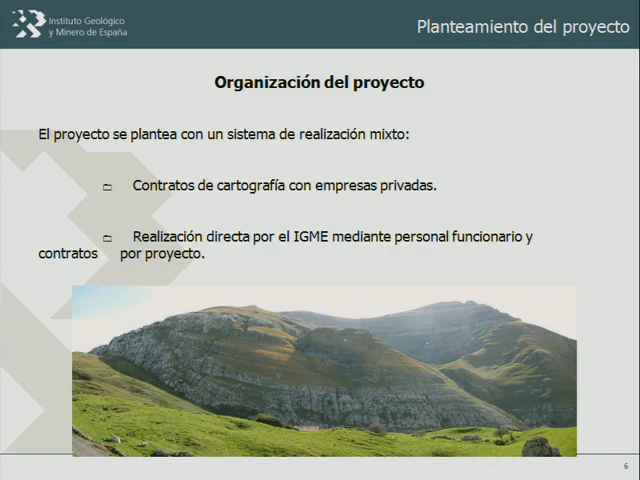 Instituto Geológico
y Minero de España
Planteamiento del proyecto
Organización del proyecto
El proyecto se plantea con un sistema de realización mixto:
Contratos de cartografía con empresas privadas.
Realización directa por el IGME mediante personal funcionario y
contratos por proyecto.
6